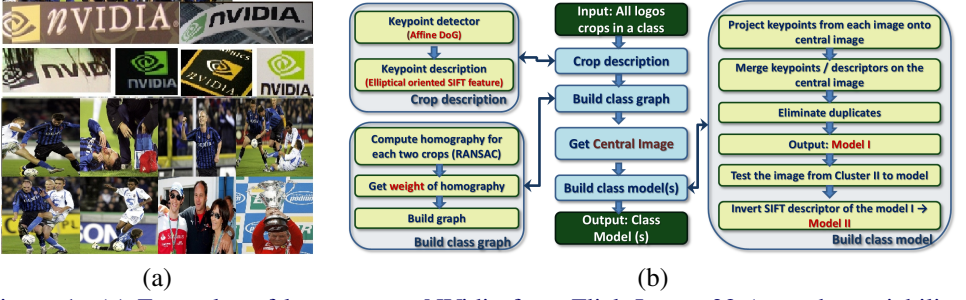 nVIDIA
nVIDIA.
nVID
nVIDIA
nVIDIA
nVIDIA.
(a)
Input: All logos
crops in a class
Crop description
Build class graph
Get Central Image
Build class model(s)
Output: Class
Model (s)
Keypoint detector
(Affine DoG)
Keypoint description
(Elliptical oriented SIFT feature)
Crop description
Compute homography for
each two crops (RANSAC)
Get weight of homography
Build graph
Build class graph
Project keypoints from each image onto
central image
Merge keypoints / descriptors on the
central image
Eliminate duplicates
Output: Model I
Test the image from Cluster II to model
Invert SIFT descriptor of the model I →
Model II
Build class model
(b)